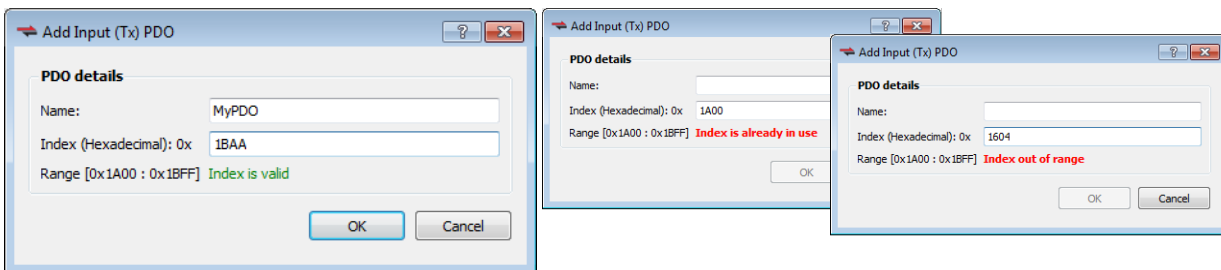 Add Input (Tx) PDO
PDO details
Name: MyPDO
Index (Hexadecimal): 0x 1BAA
Range [0x1A00 : 0x1BFF] Index is valid
OK Cancel
Add Input (Tx) PDO
PDO details
Name:
Index (Hexadecimal): 0x 1A00
Range [0x1A00 : 0x1BFF] Index is already in use
OK
Add Input (Tx) PDO
PDO details
Name:
Index (Hexadecimal): 0x 1604
Range [0x1A00 : 0x1BFF] Index out of range
OK Cancel